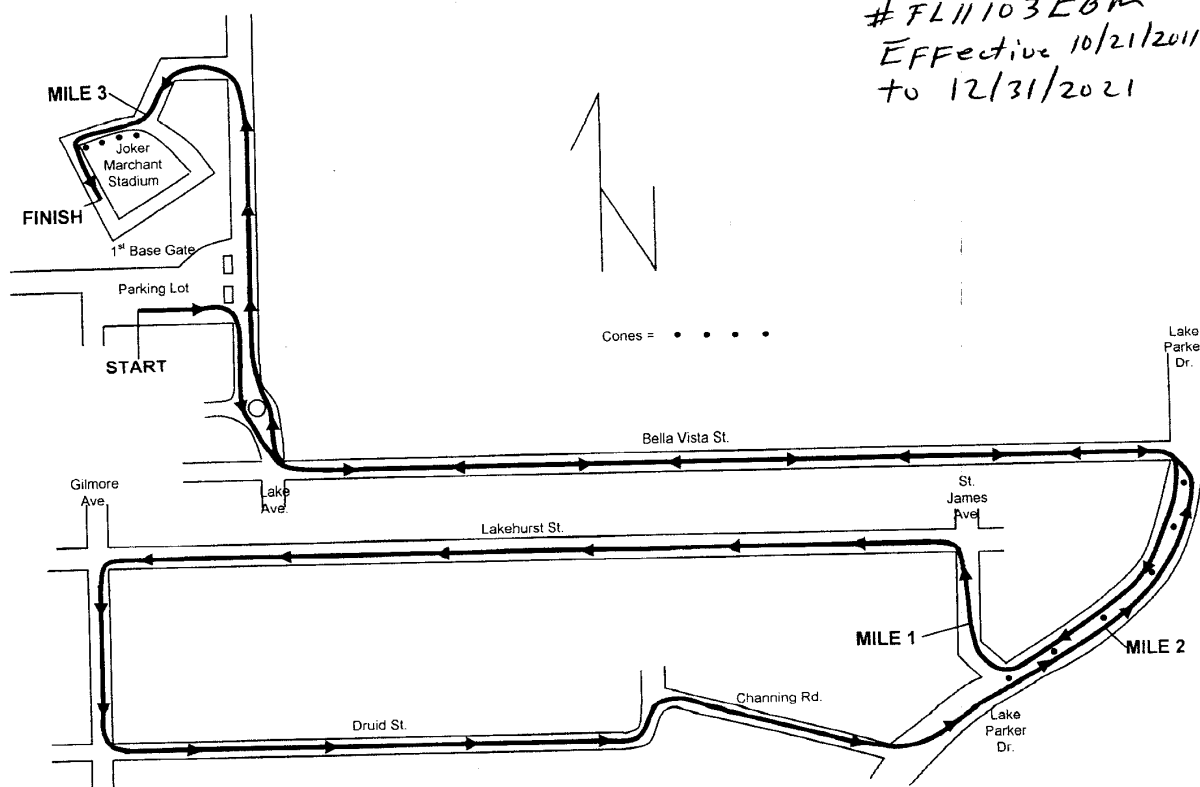 # FL11103EBM
Effective 10/21/2011
to 12/31/2021
MILE 3
Joker
Marchant
Stadium
FINISH
1st Base Gate
Parking Lot
START
Cones =
Lake
Parker
Dr.
Bella Vista St.
Gilmore
Ave.
Lake
Ave.
St.
James
Ave
Lakehurst St.
MILE 1
MILE 2
Channing Rd.
Druid St.
Lake
Parker
Dr.
N